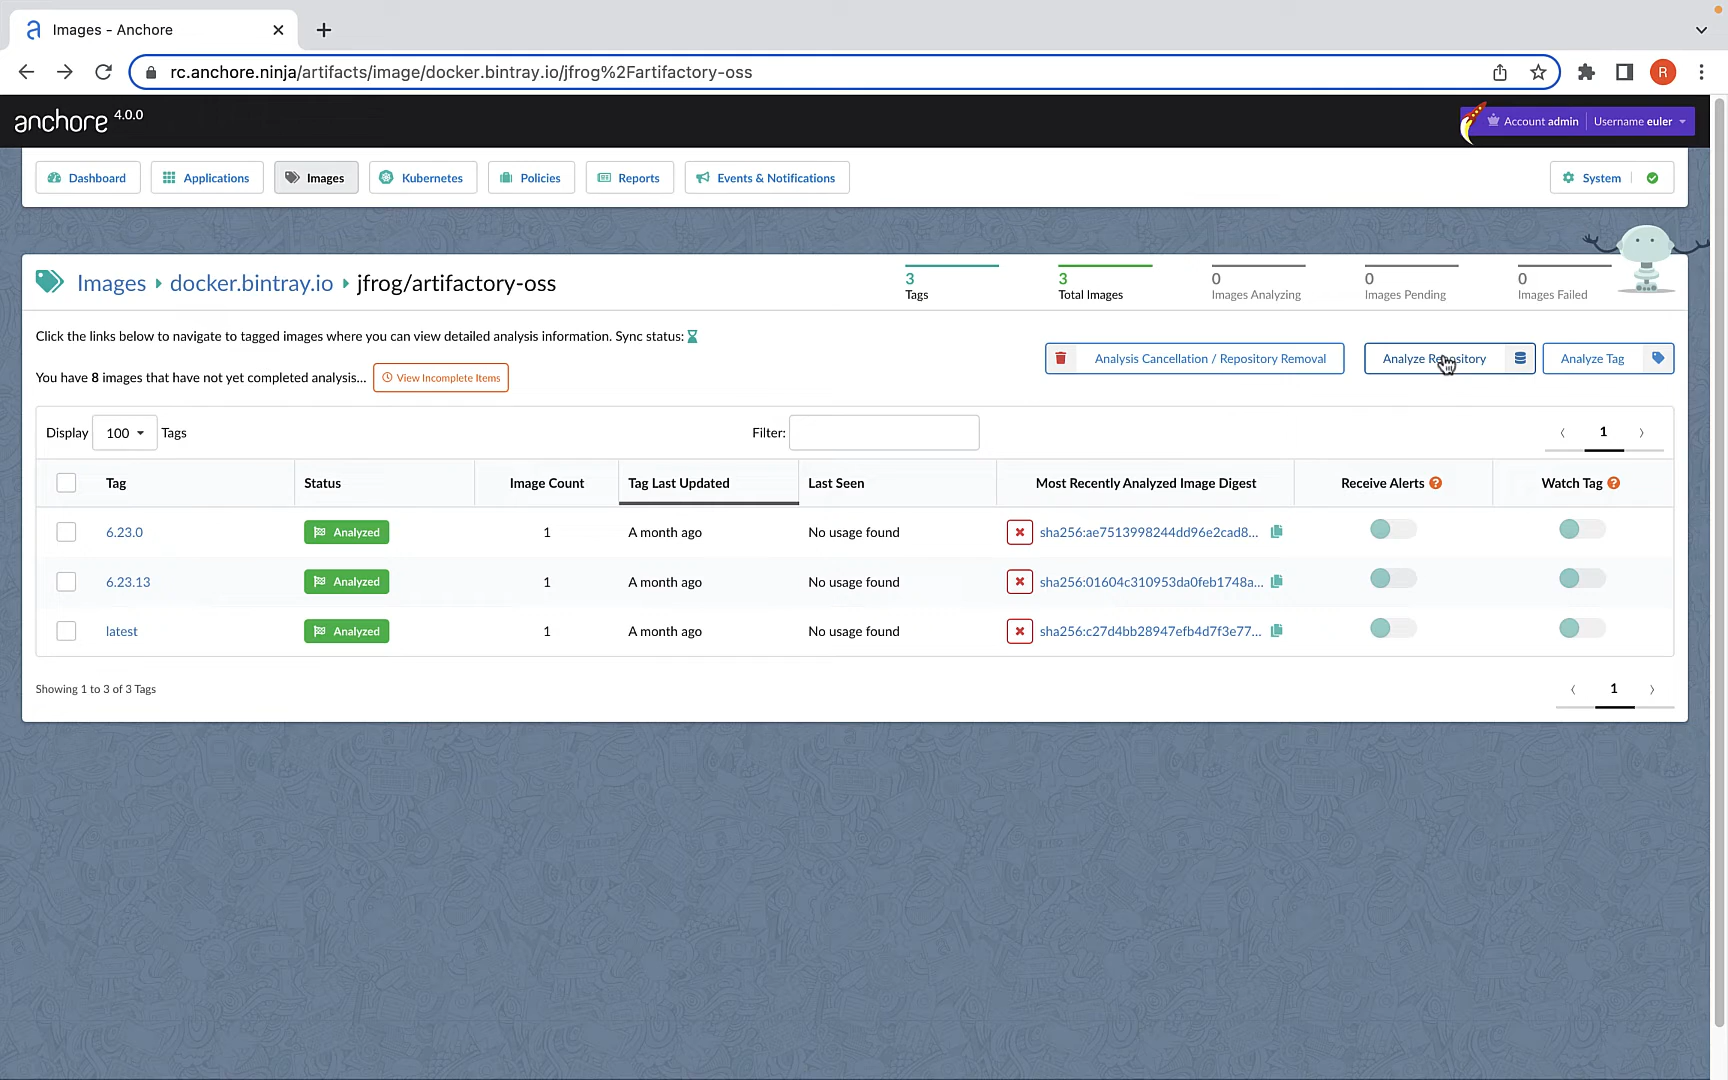 Images - Anchore
rc.anchore.ninja/artifacts/image/docker.bintray.io/jfrog%2Fartifactory-oss
R
anchore 4.0.0
Account admin Username euler
Dashboard Applications Images Kubernetes Policies Reports Events & Notifications System
Images docker.bintray.io jfrog/artifactory-oss
3 3 0 0 0
Tags Total Images Images Analyzing Images Pending Images Failed
Click the links below to navigate to tagged images where you can view detailed analysis information. Sync status:
Analysis Cancellation / Repository Removal Analyze Repository Analyze Tag
You have 8 images that have not yet completed analysis... View Incomplete Items
Display 100 Tags Filter: 1
Tag Status Image Count Tag Last Updated Last Seen Most Recently Analyzed Image Digest Receive Alerts ? Watch Tag ?
6.23.0 Analyzed 1 A month ago No usage found sha256:ae7513998244dd96e2cad8...
6.23.13 Analyzed 1 A month ago No usage found sha256:01604c310953da0feb1748a...
latest Analyzed 1 A month ago No usage found sha256:c27d4bb28947efb4d7f3e77...
Showing 1 to 3 of 3 Tags 1